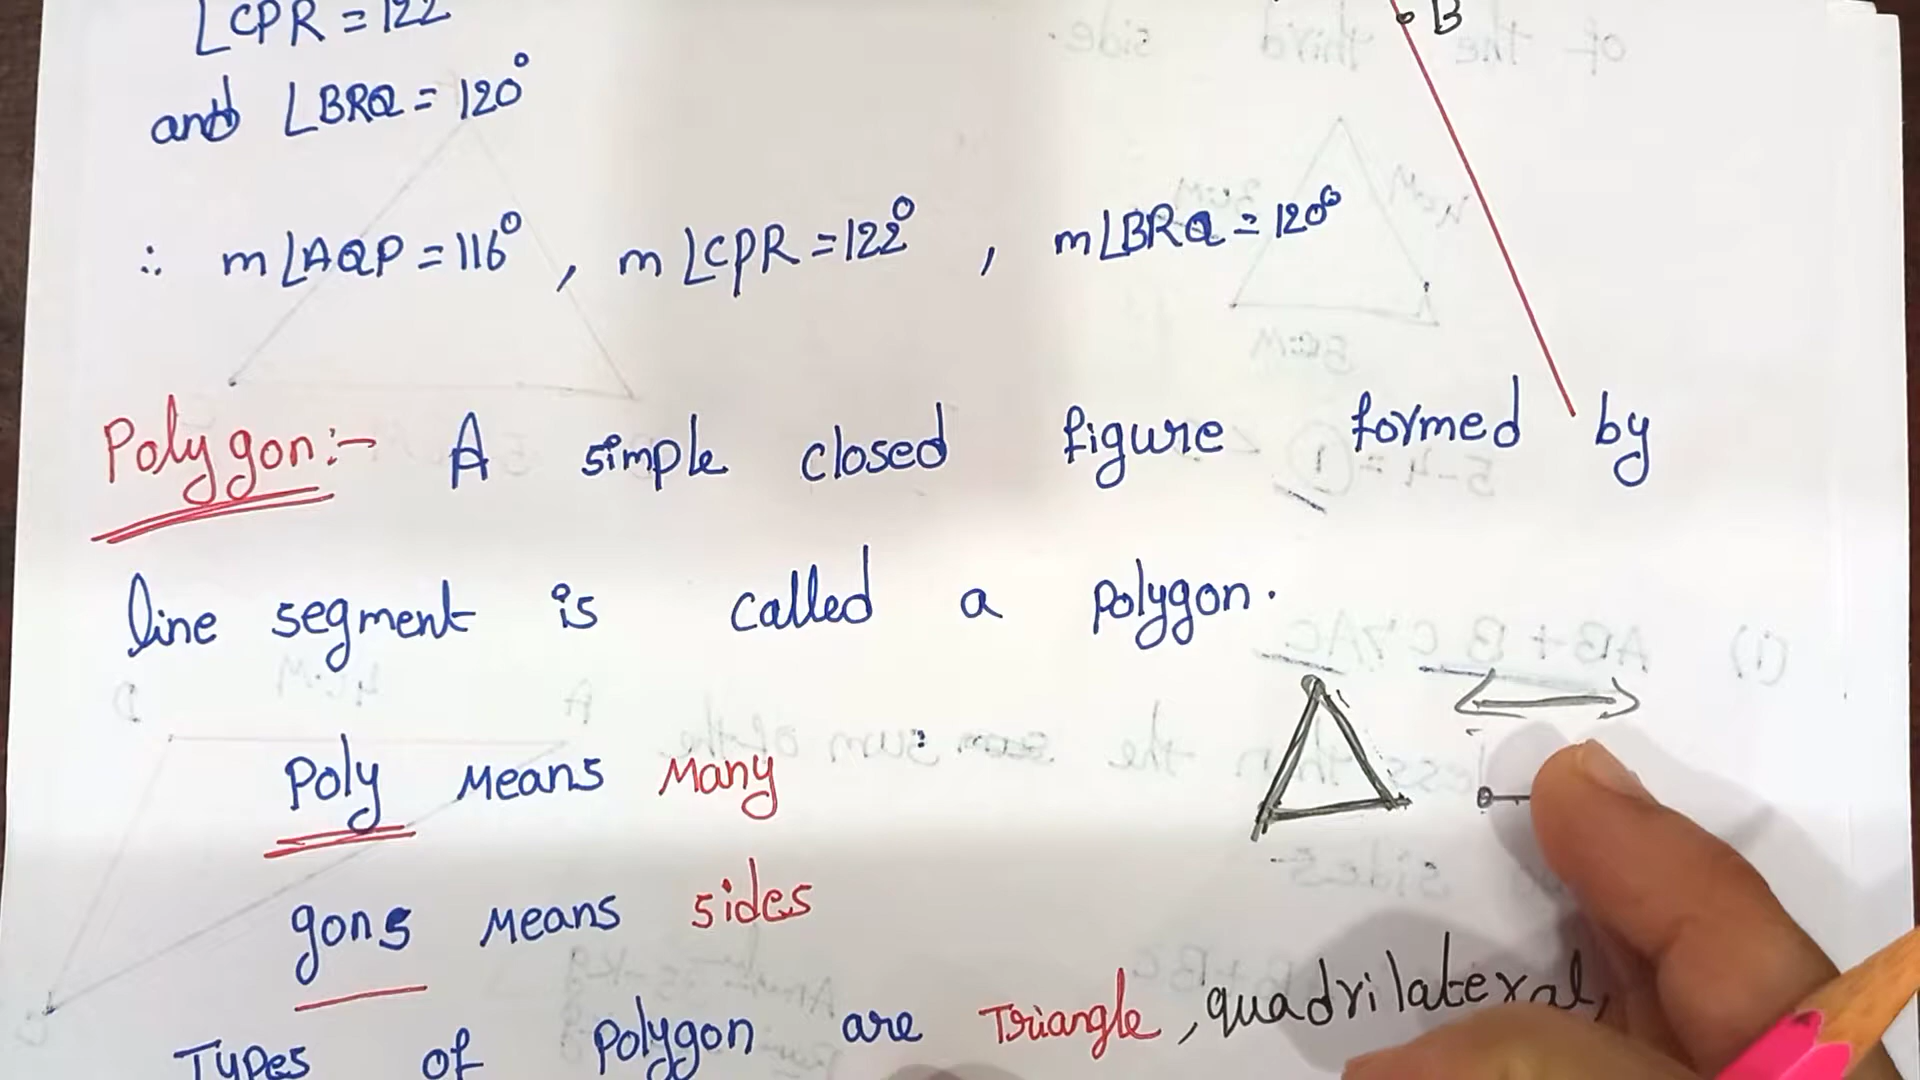 ∠CPR = 122
B
and ∠BRQ = 120°
∴ m∠AQP = 116°, m∠CPR = 122°, m∠BRQ = 120°
Polygon:- A simple closed figure formed by
line segment is called a polygon.
Poly means many
gons means sides
Types of polygon are Triangle, quadrilateral,